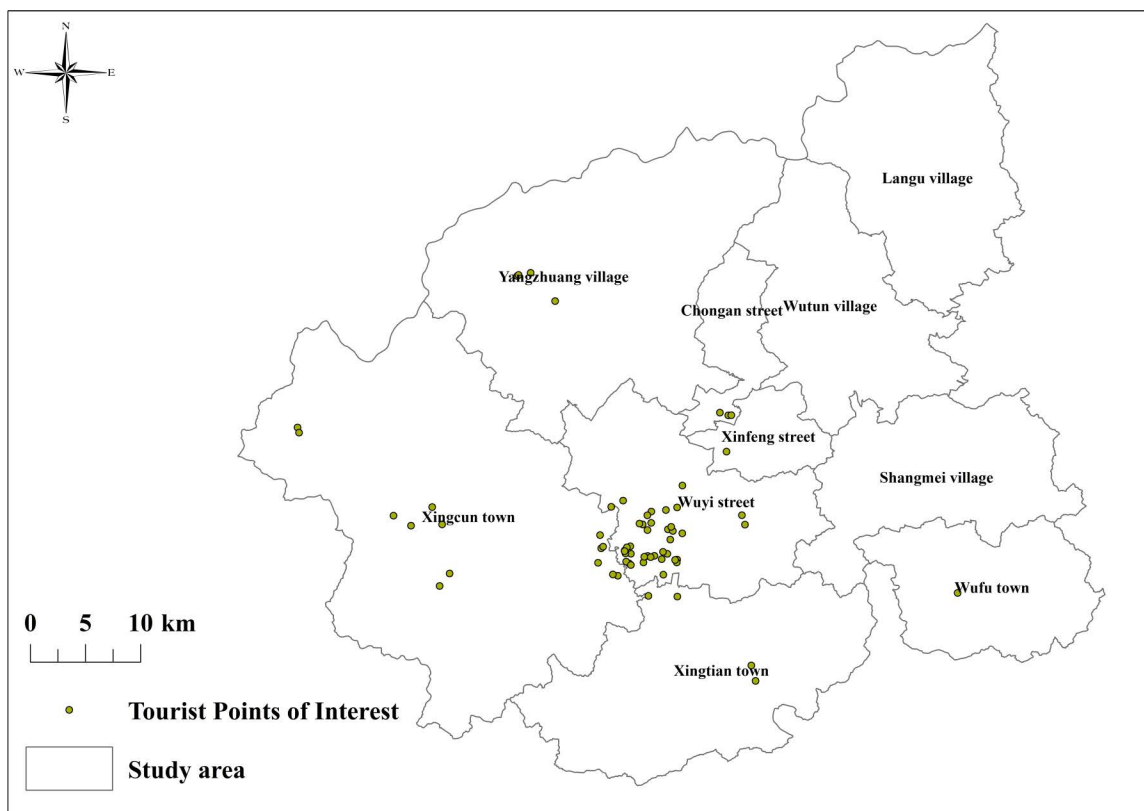 N
W E
S
Langu village
Yangzhuang village
Chongan street
Wutun village
Xinfeng street
Shangmei village
Wuyi street
Xingcun town
Wufu town
Xingtian town
0 5 10 km
Tourist Points of Interest
Study area